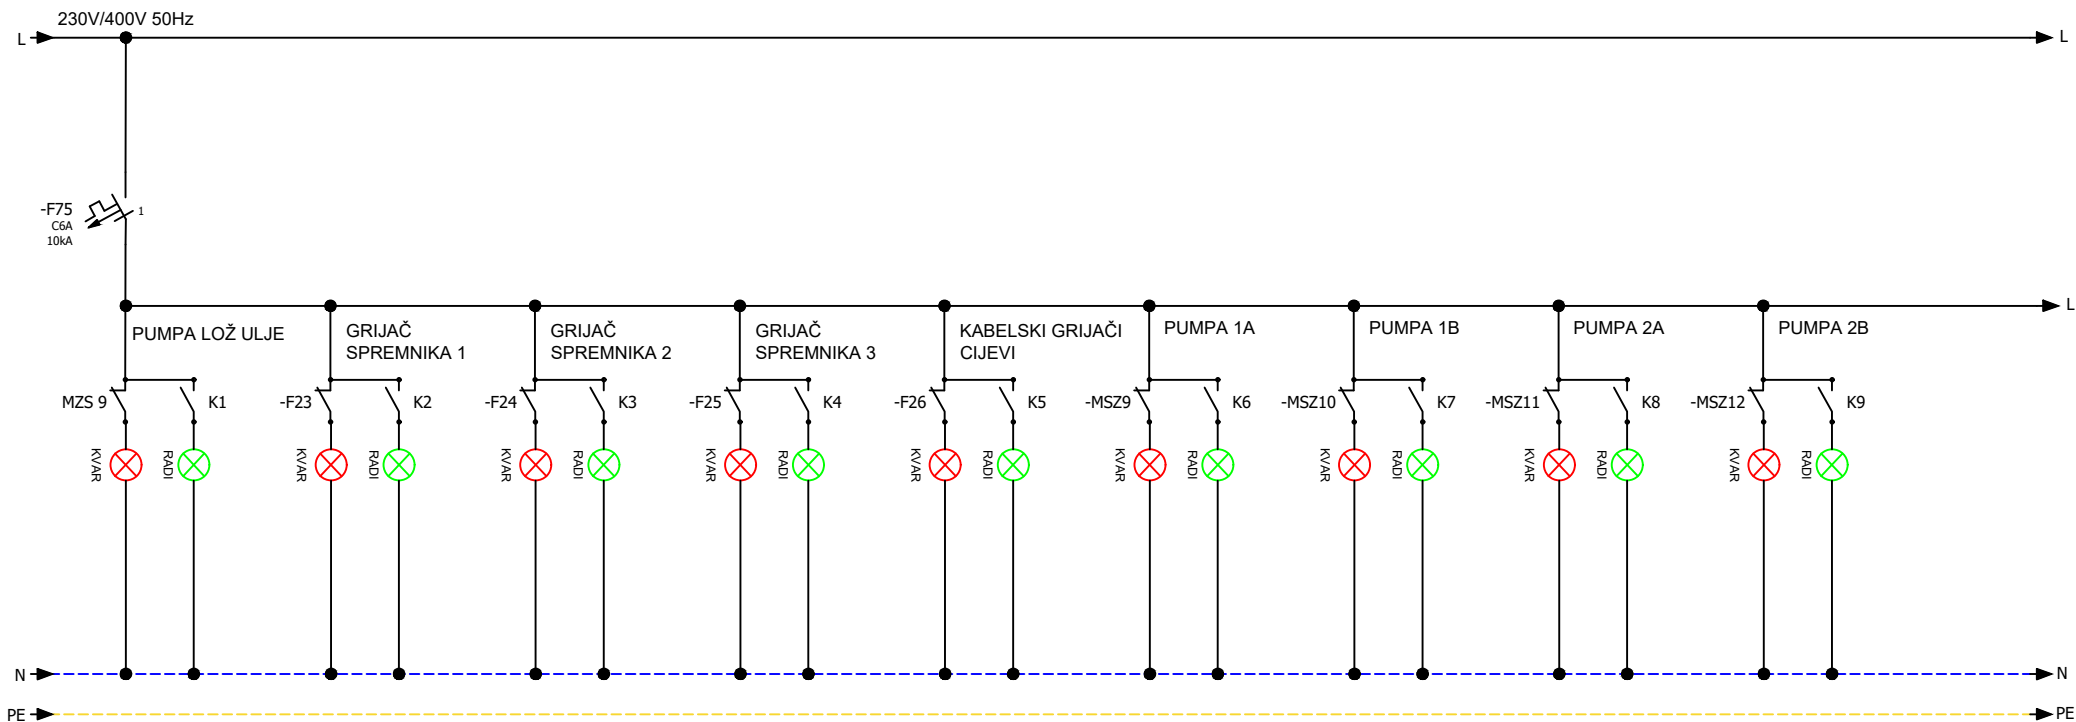 230V/400V 50Hz
L
L
-F75
C6A
10kA
1
L
PUMPA LOŽ ULJE
GRIJAČ
SPREMNIKA 1
GRIJAČ
SPREMNIKA 2
GRIJAČ
SPREMNIKA 3
KABELSKI GRIJAČI
CIJEVI
PUMPA 1A
PUMPA 1B
PUMPA 2A
PUMPA 2B
MZS 9
K1
-F23
K2
-F24
K3
-F25
K4
-F26
K5
-MSZ9
K6
-MSZ10
K7
-MSZ11
K8
-MSZ12
K9
KVAR
RADI
KVAR
RADI
KVAR
RADI
KVAR
RADI
KVAR
RADI
KVAR
RADI
KVAR
RADI
KVAR
RADI
KVAR
RADI
N
N
PE
PE